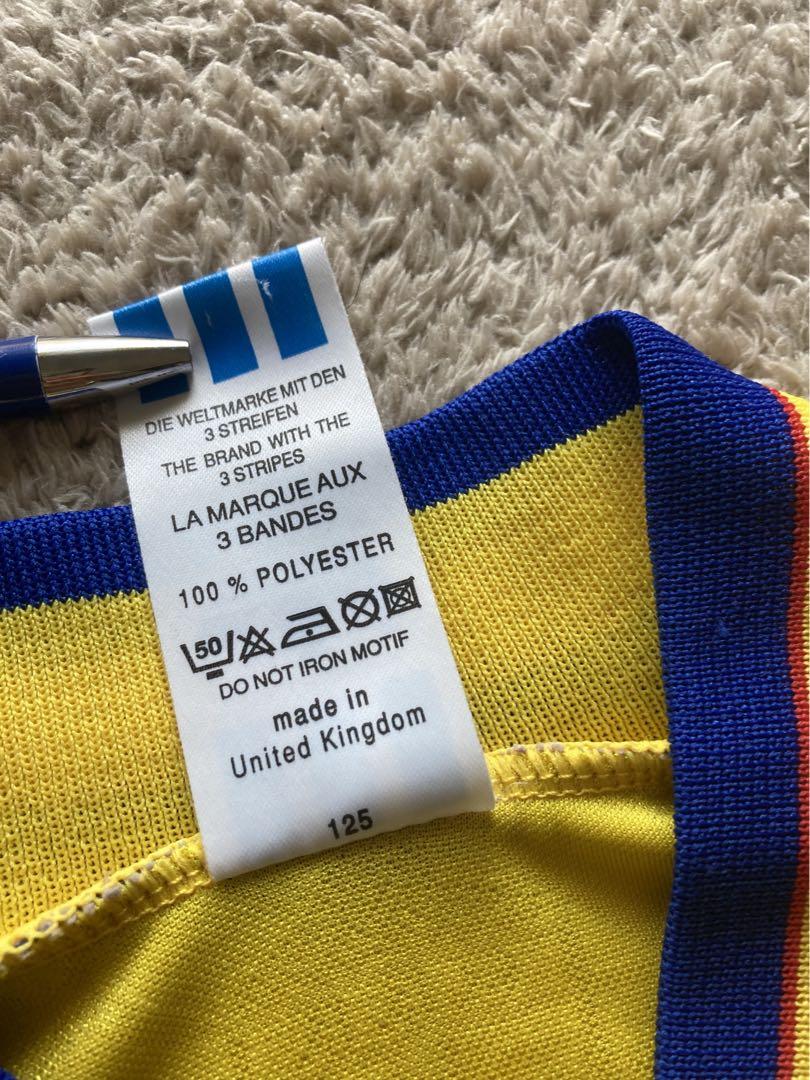 DIE WELTMARKE MIT DEN
3 STREIFEN
THE BRAND WITH THE
3 STRIPES
LA MARQUE AUX
3 BANDES
100 % POLYESTER
50
DO NOT IRON MOTIF
made in
United Kingdom
125